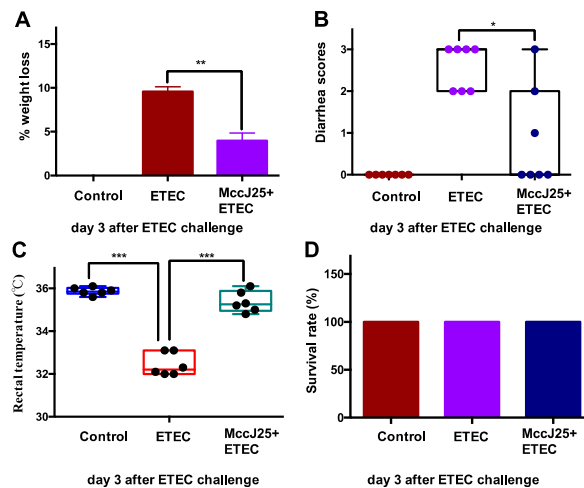 A
% weight loss
15
10
5
0
**
Control
ETEC
MccJ25+
ETEC
day 3 after ETEC challenge
B
Diarrhea scores
3
2
1
0
*
Control
ETEC
MccJ25+
ETEC
day 3 after ETEC challenge
C
Rectal temperature (℃)
36
34
32
30
***
***
Control
ETEC
MccJ25+
ETEC
day 3 after ETEC challenge
D
Survival rate (%)
150
100
50
0
Control
ETEC
MccJ25+
ETEC
day 3 after ETEC challenge